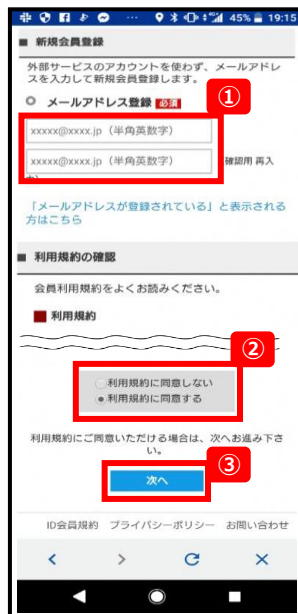 45% 19:15
新規会員登録
外部サービスのアカウントを使わず、メールアドレ
スを入力して新規会員登録します。
①
メールアドレス登録 必須
xxxxx@xxxx.jp（半角英数字）
xxxxx@xxxx.jp（半角英数字） 確認用 再入
「メールアドレスが登録されている」と表示される
方はこちら
利用規約の確認
会員利用規約をよくお読みください。
利用規約
②
利用規約に同意しない
利用規約に同意する
利用規約にご同意いただける場合は、次へお進み下さ
い。
③
次へ
ID会員規約 プライバシーポリシー お問い合わせ